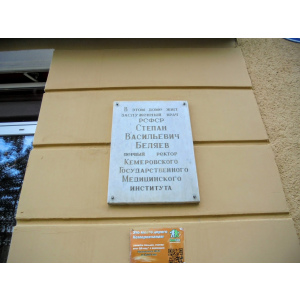 В этом доме жил
заслуженный врач
РСФСР
Степан
Васильевич
Беляев
первый ректор
Кемеровского
Государственного
Медицинского
института